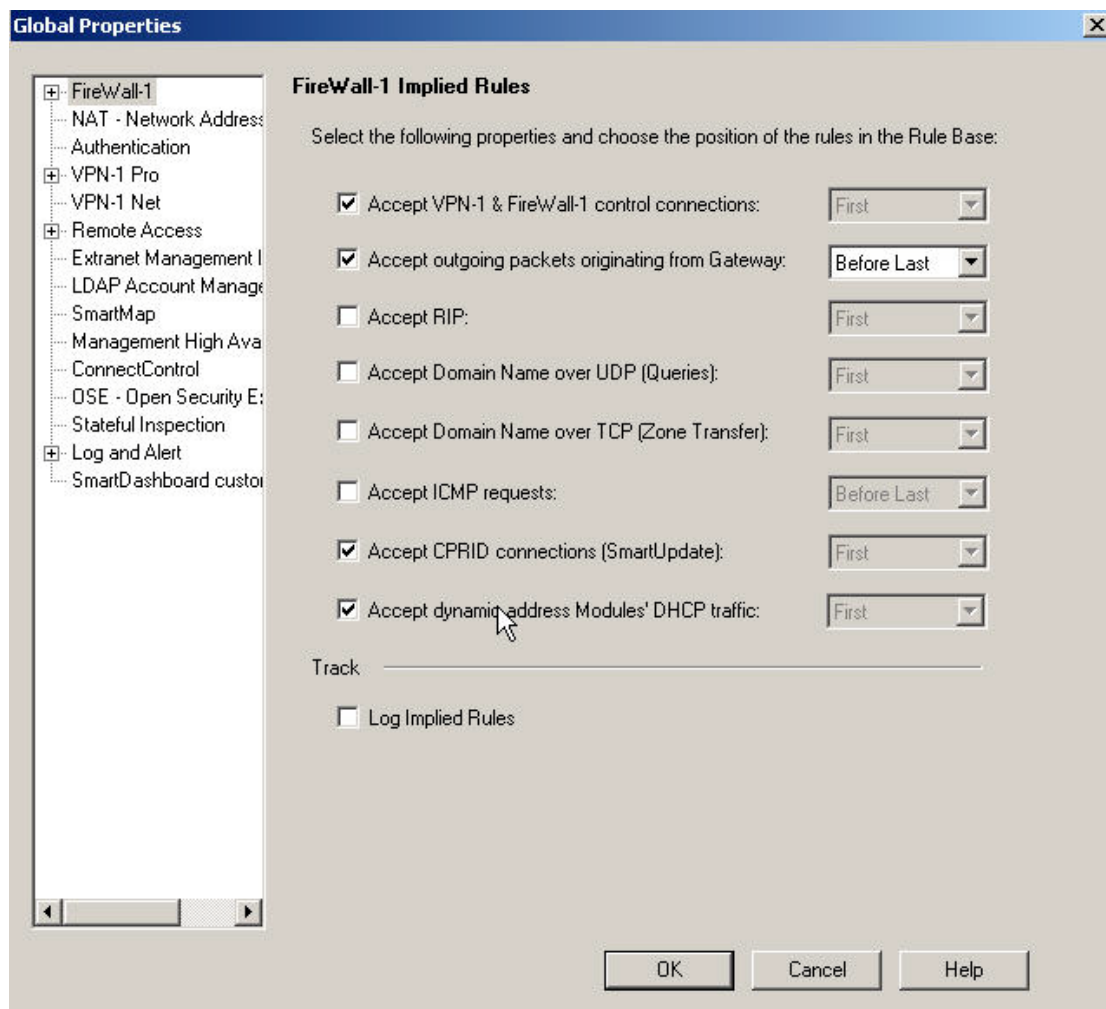 Global Properties
FireWall-1
NAT - Network Address
Authentication
VPN-1 Pro
VPN-1 Net
Remote Access
Extranet Management I
LDAP Account Manage
SmartMap
Management High Ava
ConnectControl
OSE - Open Security E
Stateful Inspection
Log and Alert
SmartDashboard custo
FireWall-1 Implied Rules
Select the following properties and choose the position of the rules in the Rule Base:
Accept VPN-1 & FireWall-1 control connections: First
Accept outgoing packets originating from Gateway: Before Last
Accept RIP: First
Accept Domain Name over UDP (Queries): First
Accept Domain Name over TCP (Zone Transfer): First
Accept ICMP requests: Before Last
Accept CPRID connections (SmartUpdate): First
Accept dynamic address Modules' DHCP traffic: First
Track
Log Implied Rules
OK Cancel Help